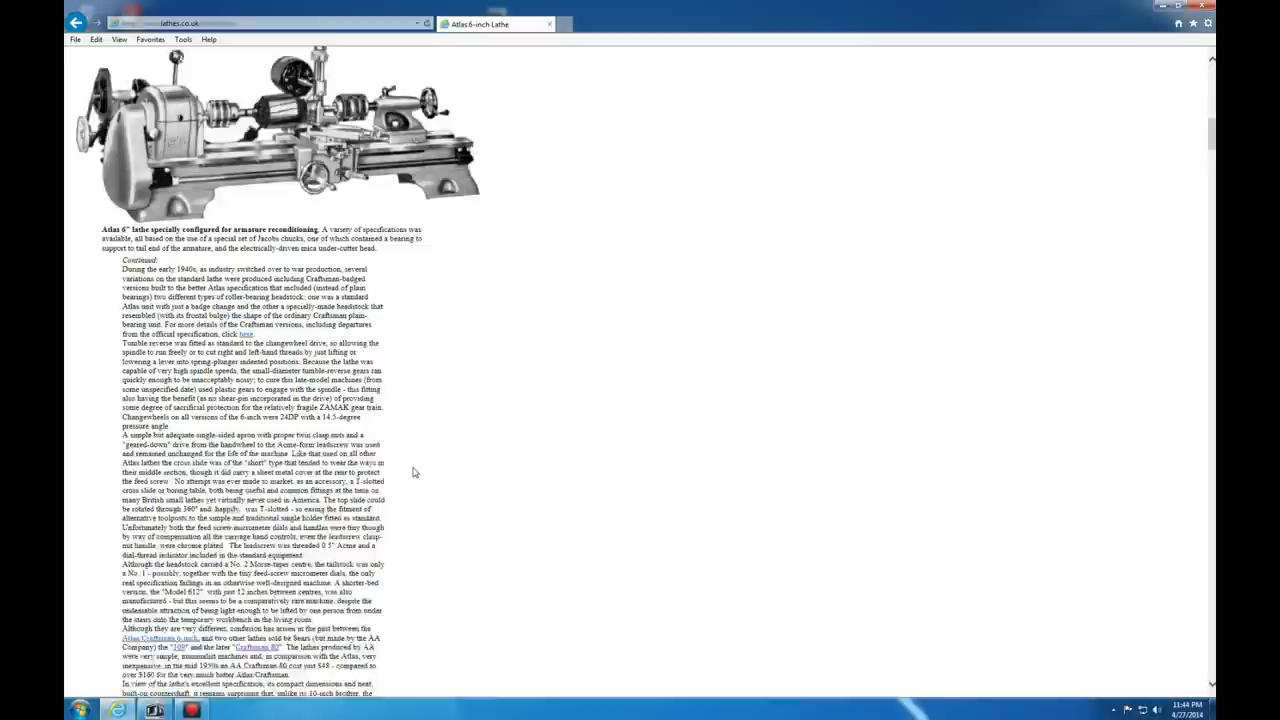 lathes.co.uk
Atlas 6-inch Lathe
File Edit View Favorites Tools Help
Atlas 6" lathe specially configured for armature reconditioning. A variety of specifications was
available, all based on the use of a special set of Jacobs chucks, one of which contained a bearing to
support to tail end of the armature, and the electrically-driven mica under-cutter head.
Continued:
During the early 1940s, as industry switched over to war production, several
variations on the standard lathe were produced including Craftsman-badged
versions built to the better Atlas specification that included (instead of plain
bearings) two different types of roller-bearing headstock; one was a standard
Atlas unit with just a badge change and the other a specially-made headstock that
resembled (with its frontal bulge) the shape of the ordinary Craftsman plain-
bearing unit. For more details of the Craftsman versions, including departures
from the official specification, click here.
Tumble reverse was fitted as standard to the changewheel drive, so allowing the
spindle to run freely or to cut right and left-hand threads by just lifting or
lowering a lever into spring-plunger indented positions. Because the lathe was
capable of very high spindle speeds, the small-diameter tumble-reverse gears ran
quickly enough to be unacceptably noisy; to cure this late-model machines (from
some unspecified date) used plastic gears to engage with the spindle - this fitting
also having the benefit (as no shear-pin incorporated in the drive) of providing
some degree of sacrificial protection for the relatively fragile ZAMAK gear train.
Changewheels on all versions of the 6-inch were 24DP with a 14.5-degree
pressure angle
A simple but adequate single-sided apron with proper twin clasp nuts and a
"geared-down" drive from the handwheel to the Acme-form leadscrew was used
and remained unchanged for the life of the machine. Like that used on all other
Atlas lathes the cross slide was of the "short" type that tended to wear the ways in
their middle section, though it did carry a sheet metal cover at the rear to protect
the feed screw. No attempt was ever made to market, as an accessory, a T-slotted
cross slide or boring table, both being useful and common fittings at the time on
many British small lathes yet virtually never used in America. The top slide could
be rotated through 360° and, happily, was T-slotted - so easing the fitment of
alternative toolposts to the simple and traditional single holder fitted as standard.
Unfortunately both the feed screw micrometer dials and handles were tiny though
by way of compensation all the carriage hand controls, even the leadscrew clasp-
nut handle, were chrome plated. The leadscrew was threaded 0.5" Acme and a
dial-thread indicator included in the standard equipment.
Although the headstock carried a No. 2 Morse-taper centre, the tailstock was only
a No. 1 - possibly, together with the tiny feed-screw micrometer dials, the only
real specification failings in an otherwise well-designed machine. A shorter-bed
version, the "Model 612" with just 12 inches between centres, was also
manufactured - but this seems to be a comparatively rare machine, despite the
undeniable attraction of being light enough to be lifted by one person from under
the stairs onto the temporary workbench in the living room.
Although they are very different, confusion has arisen in the past between the
Atlas/Craftsman 6-inch, and two other lathes sold by Sears (but made by the AA
Company) the "109" and the later "Craftsman 80" The lathes produced by AA
were very simple, minimalist machines and, in comparison with the Atlas, very
inexpensive: in the mid 1950s an AA Craftsman 80 cost just $48 - compared to
over $160 for the very much better Atlas/Craftsman.
In view of the lathe's excellent specification, its compact dimensions and neat,
built-on countershaft, it remains surprising that, unlike its 10-inch brother, the
11:44 PM
4/27/2014